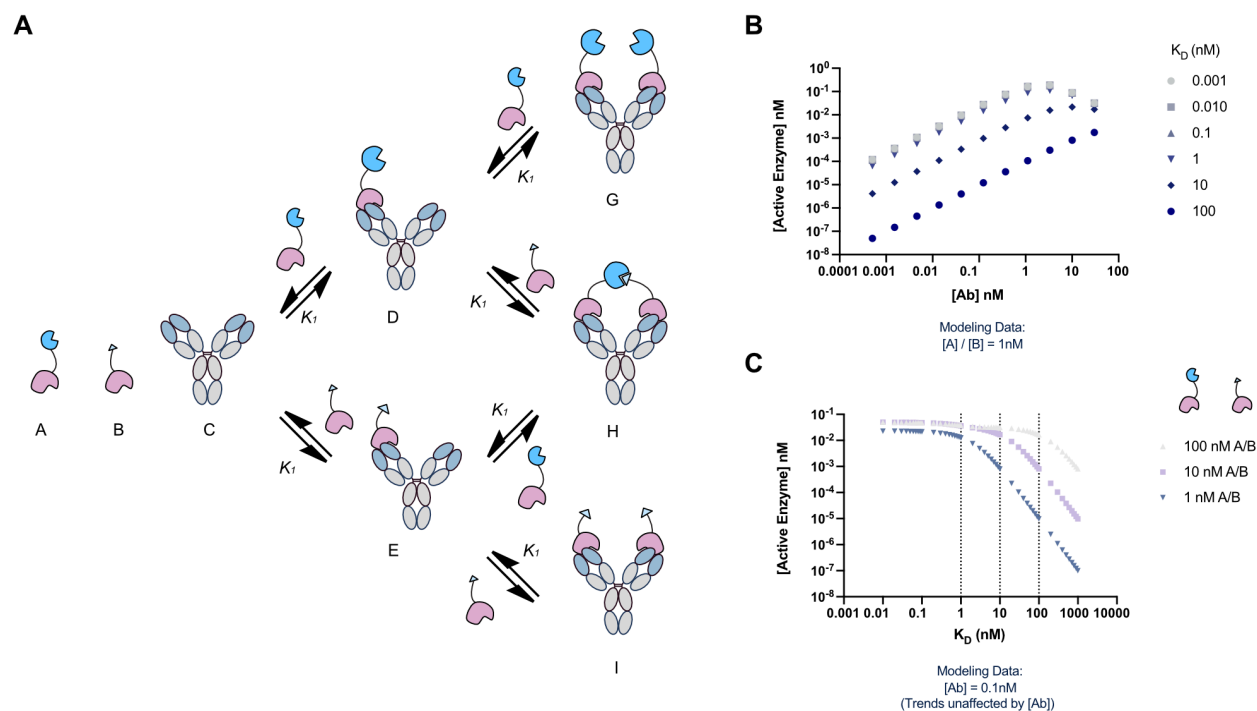 A
K₁
G
K₁
D
K₁
K₁
A
B
C
K₁
H
K₁
E
K₁
I
B
K_D (nM)
0.001
0.010
0.1
1
10
100
[Active Enzyme] nM
10⁰
10⁻¹
10⁻²
10⁻³
10⁻⁴
10⁻⁵
10⁻⁶
10⁻⁷
10⁻⁸
0.0001 0.001 0.01 0.1 1 10 100
[Ab] nM
Modeling Data:
[A] / [B] = 1nM
C
[Active Enzyme] nM
10⁻¹
10⁻²
10⁻³
10⁻⁴
10⁻⁵
10⁻⁶
10⁻⁷
10⁻⁸
0.001 0.01 0.1 1 10 100 1000 10000
K_D (nM)
100 nM A/B
10 nM A/B
1 nM A/B
Modeling Data:
[Ab] = 0.1nM
(Trends unaffected by [Ab])